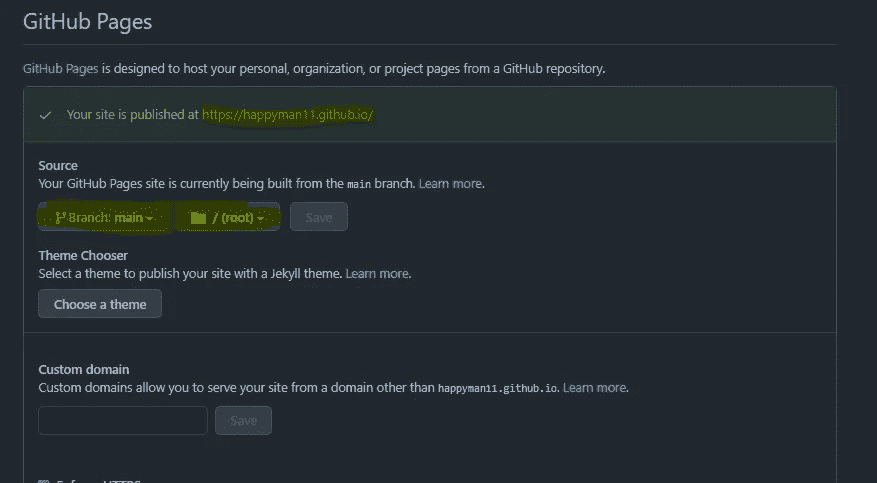 GitHub Pages
GitHub Pages is designed to host your personal, organization, or project pages from a GitHub repository.
Your site is published at https://happyman11.github.io/
Source
Your GitHub Pages site is currently being built from the main branch. Learn more.
Branch: main / (root) Save
Theme Chooser
Select a theme to publish your site with a Jekyll theme. Learn more.
Choose a theme
Custom domain
Custom domains allow you to serve your site from a domain other than happyman11.github.io. Learn more.
Save